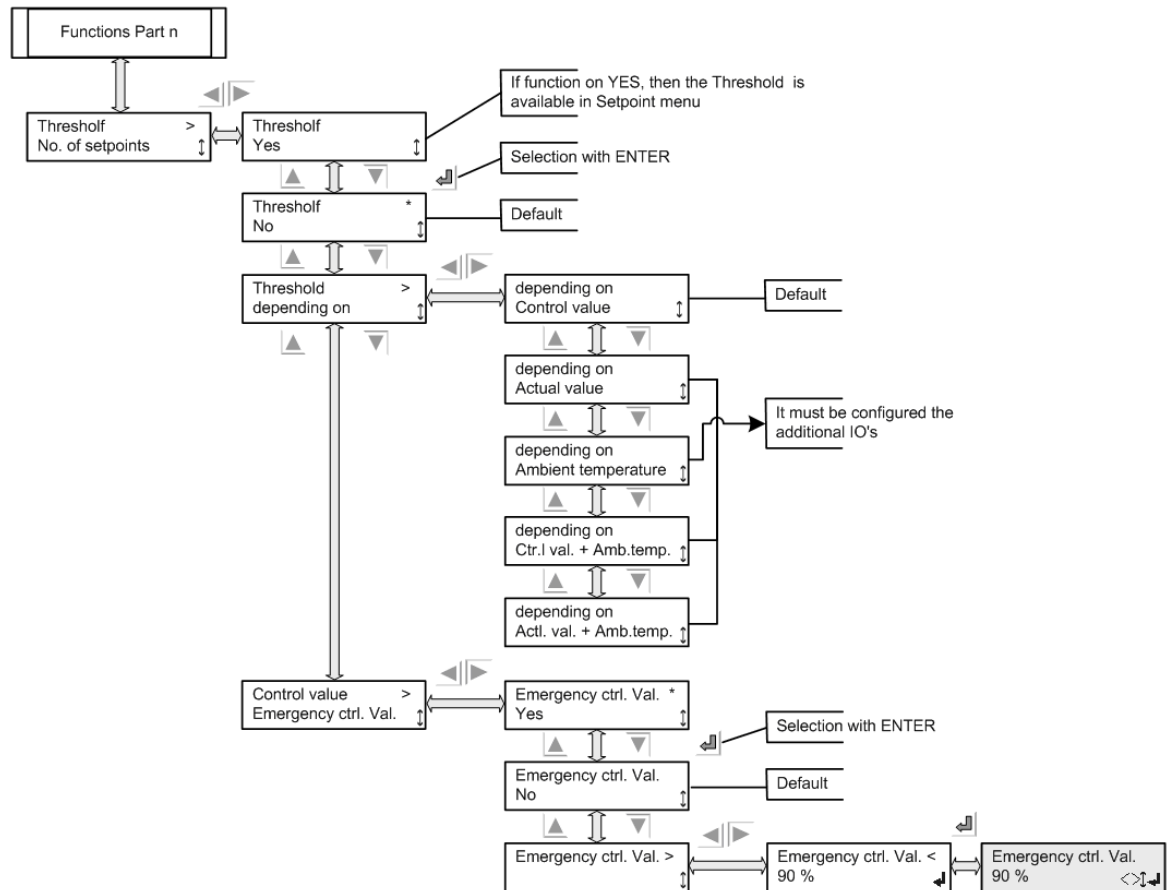 Functions Part n
If function on YES, then the Threshold is
available in Setpoint menu
Thresholf >
No. of setpoints
Thresholf
Yes
Selection with ENTER
Thresholf *
No
Default
Threshold >
depending on
depending on
Control value
Default
depending on
Actual value
It must be configured the
additional IO's
depending on
Ambient temperature
depending on
Ctr.l val. + Amb.temp.
depending on
Actl. val. + Amb.temp.
Control value >
Emergency ctrl. Val.
Emergency ctrl. Val. *
Yes
Selection with ENTER
Emergency ctrl. Val.
No
Default
Emergency ctrl. Val. >
Emergency ctrl. Val. <
90 %
Emergency ctrl. Val.
90 %